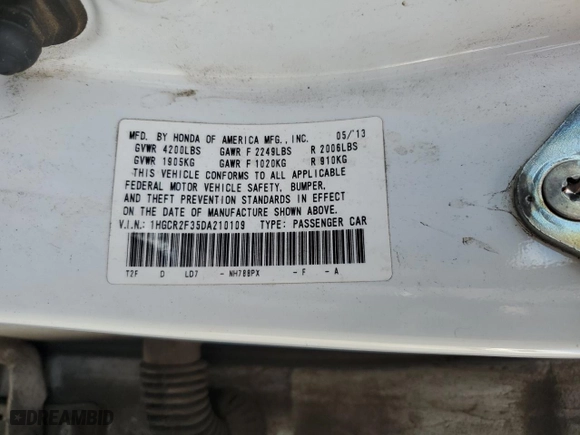 MFD. BY HONDA OF AMERICA MFG., INC. 05/13
GVWR 4200LBS GAWR F 2249LBS R 2006LBS
GVWR 1905KG GAWR F 1020KG R 910KG
THIS VEHICLE CONFORMS TO ALL APPLICABLE
FEDERAL MOTOR VEHICLE SAFETY, BUMPER,
AND THEFT PREVENTION STANDARDS IN EFFECT
ON THE DATE OF MANUFACTURE SHOWN ABOVE.
V.I.N.: 1HGCR2F35DA210109 TYPE: PASSENGER CAR
T2F D LD7 - NH788PX - F - A
DREAMBID